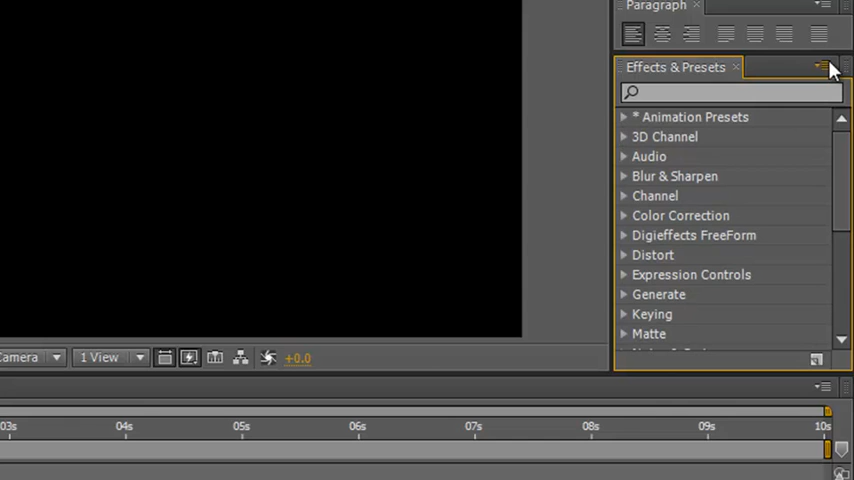 Paragraph
Effects & Presets
* Animation Presets
3D Channel
Audio
Blur & Sharpen
Channel
Color Correction
Digieffects FreeForm
Distort
Expression Controls
Generate
Keying
Matte
Camera
1 View
+0.0
03s 04s 05s 06s 07s 08s 09s 10s